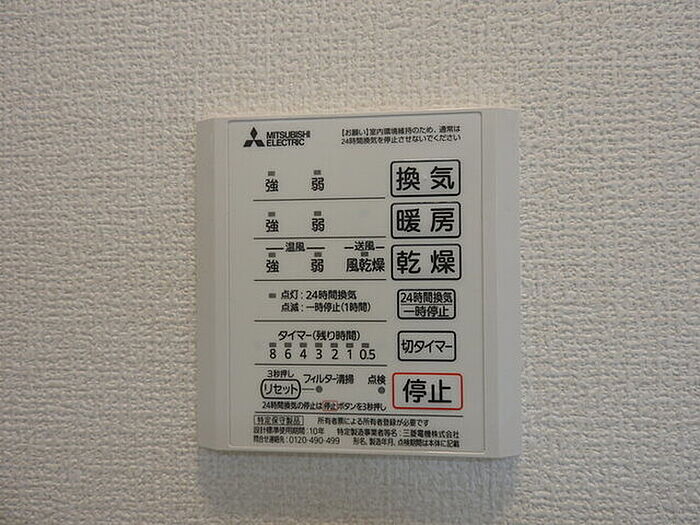 MITSUBISHI
ELECTRIC
【お願い】室内環境維持のため、通常は
24時間換気を停止させないでください
強 弱 換気
強 弱 暖房
温風 送風
強 弱 風乾燥 乾燥
点灯：24時間換気
点滅：一時停止(1時間)
24時間換気
一時停止
タイマー(残り時間)
8 6 4 3 2 1 0.5
切タイマー
3秒押し
リセット フィルター清掃 点検
停止
24時間換気の停止は停止ボタンを3秒押し
特定保守製品 所有者票による所有者登録が必要です
設計標準使用期間：10年 特定製造事業者等名：三菱電機株式会社
問合せ連絡先：0120-490-499 形名、製造年月、点検期間は本体に記載